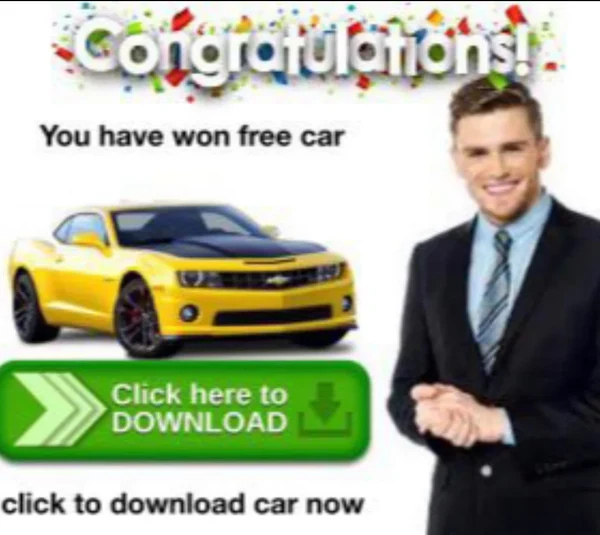 Congratulations!
You have won free car
Click here to
DOWNLOAD
click to download car now